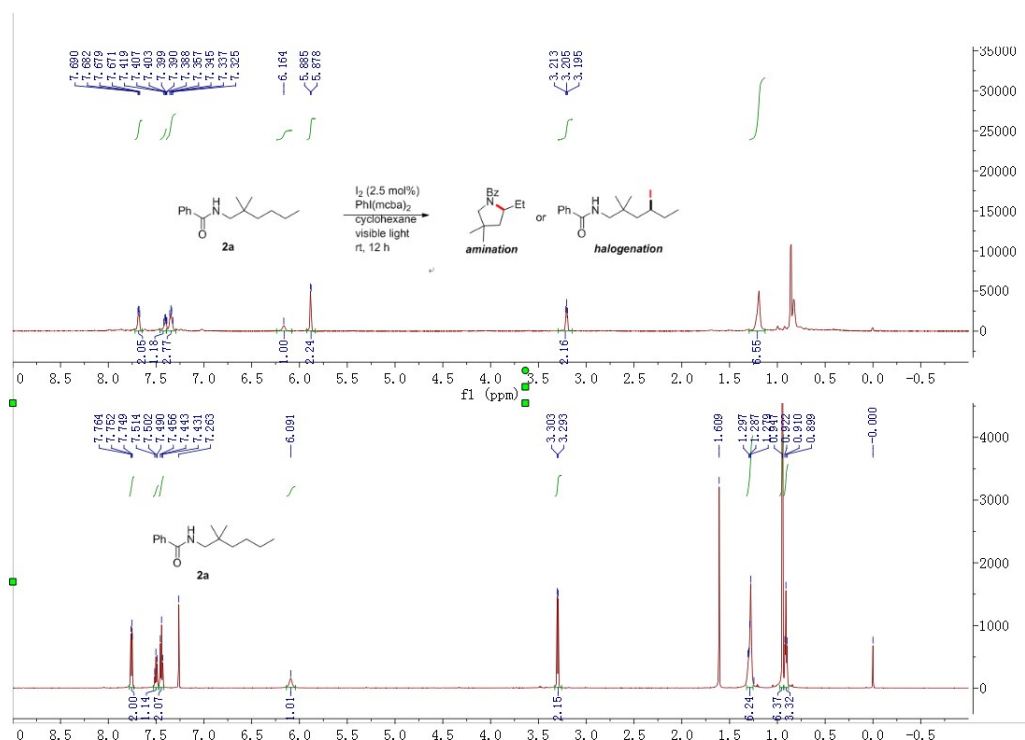 7.690
7.682
7.679
7.671
7.419
7.407
7.403
7.399
7.390
7.388
7.357
7.345
7.337
7.325
6.164
5.885
5.878
3.213
3.205
3.195
35000
30000
25000
20000
15000
10000
5000
0
Ph
H
N
O
2a
I2 (2.5 mol%)
PhI(mcba)2
cyclohexane
visible light
rt, 12 h
Bz
N
Et
amination
or
Ph
H
N
O
I
halogenation
2.05
1.18
2.77
1.00
2.24
2.16
6.55
0 8.5 8.0 7.5 7.0 6.5 6.0 5.5 5.0 4.5 4.0 3.5 3.0 2.5 2.0 1.5 1.0 0.5 0.0 -0.5
f1 (ppm)
7.764
7.752
7.749
7.514
7.502
7.490
7.456
7.443
7.431
7.263
6.091
3.303
3.293
1.609
1.297
1.287
1.279
0.947
0.922
0.910
0.899
-0.000
4000
3000
2000
1000
0
Ph
H
N
O
2a
2.00
1.14
2.07
1.01
2.15
6.24
6.37
3.32
0 8.5 8.0 7.5 7.0 6.5 6.0 5.5 5.0 4.5 4.0 3.5 3.0 2.5 2.0 1.5 1.0 0.5 0.0 -0.5